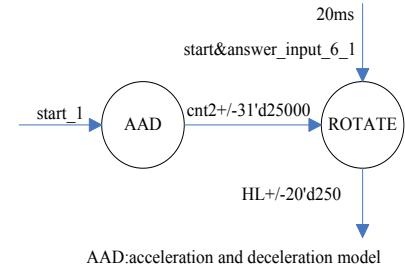 20ms
start&answer_input_6_1
start_1
AAD
cnt2+/-31'd25000
ROTATE
HL+/-20'd250
AAD:acceleration and deceleration model